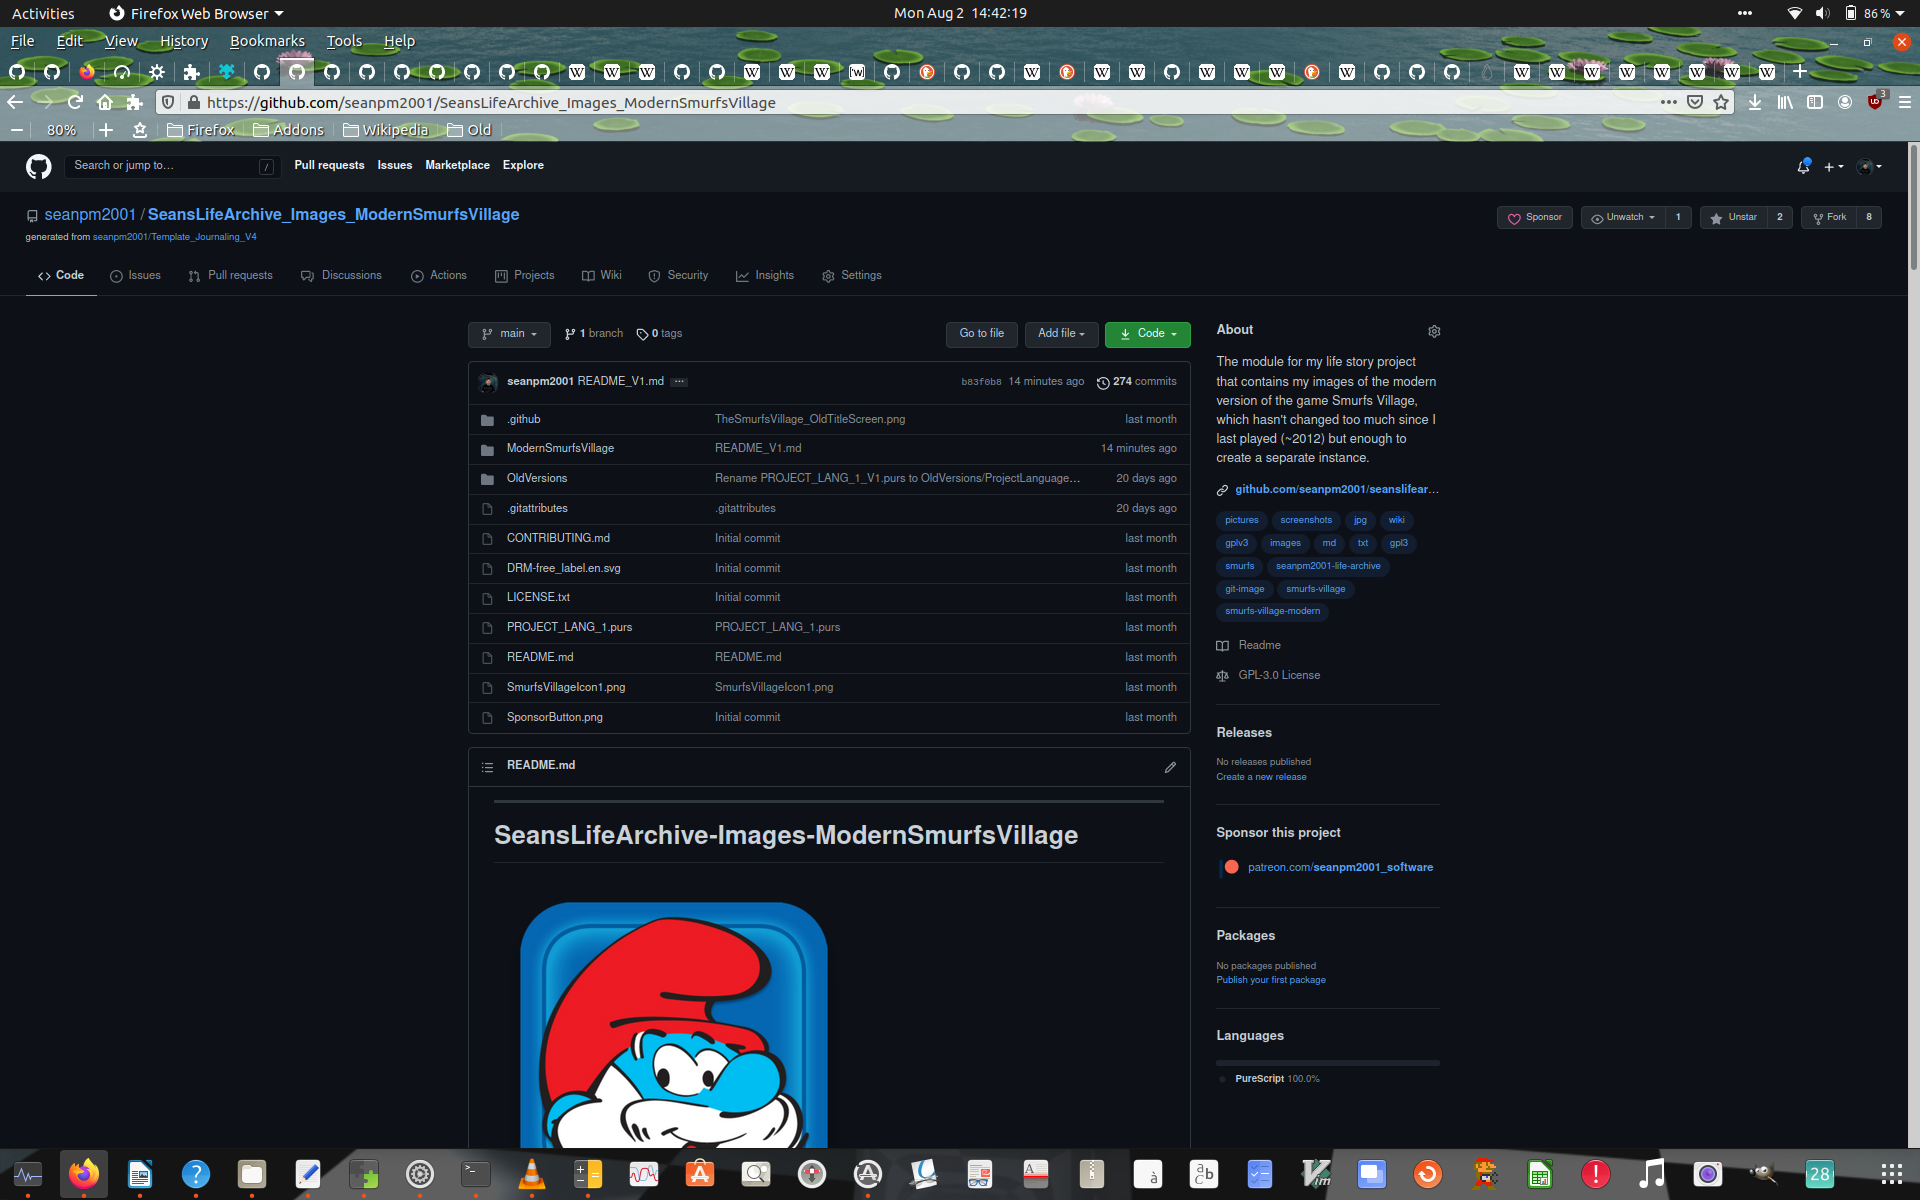 Activities Firefox Web Browser Mon Aug 2 14:42:19 86%
File Edit View History Bookmarks Tools Help
https://github.com/seanpm2001/SeansLifeArchive_Images_ModernSmurfsVillage 3
80% Firefox Addons Wikipedia Old
Search or jump to... / Pull requests Issues Marketplace Explore
seanpm2001 / SeansLifeArchive_Images_ModernSmurfsVillage Sponsor Unwatch 1 Unstar 2 Fork 8
generated from seanpm2001/Template_Journaling_V4
Code Issues Pull requests Discussions Actions Projects Wiki Security Insights Settings
main 1 branch 0 tags Go to file Add file Code
seanpm2001 README_V1.md ... b83f0b8 14 minutes ago 274 commits
.github TheSmurfsVillage_OldTitleScreen.png last month
ModernSmurfsVillage README_V1.md 14 minutes ago
OldVersions Rename PROJECT_LANG_1_V1.purs to OldVersions/ProjectLanguage... 20 days ago
.gitattributes .gitattributes 20 days ago
CONTRIBUTING.md Initial commit last month
DRM-free_label.en.svg Initial commit last month
LICENSE.txt Initial commit last month
PROJECT_LANG_1.purs PROJECT_LANG_1.purs last month
README.md README.md last month
SmurfsVillageIcon1.png SmurfsVillageIcon1.png last month
SponsorButton.png Initial commit last month
README.md
SeansLifeArchive-Images-ModernSmurfsVillage
About
The module for my life story project
that contains my images of the modern
version of the game Smurfs Village,
which hasn't changed too much since I
last played (~2012) but enough to
create a separate instance.
github.com/seanpm2001/seanslifear...
pictures screenshots jpg wiki
gplv3 images md txt gpl3
smurfs seanpm2001-life-archive
git-image smurfs-village
smurfs-village-modern
Readme
GPL-3.0 License
Releases
No releases published
Create a new release
Sponsor this project
patreon.com/seanpm2001_software
Packages
No packages published
Publish your first package
Languages
PureScript 100.0%
28